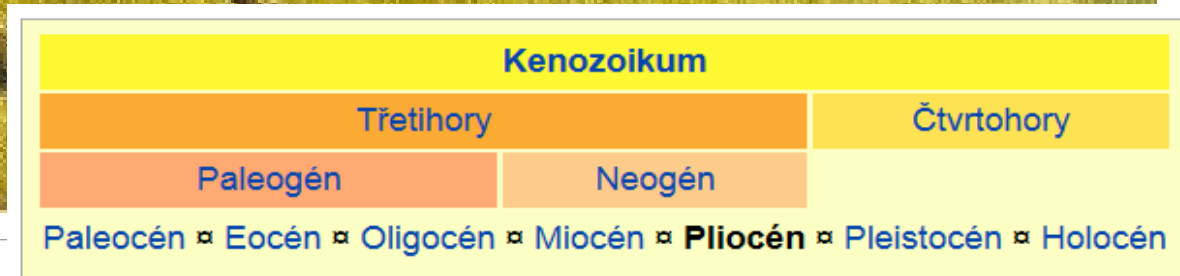 Kenozoikum
Třetihory Čtvrtohory
Paleogén Neogén
Paleocén ¤ Eocén ¤ Oligocén ¤ Miocén ¤ Pliocén ¤ Pleistocén ¤ Holocén